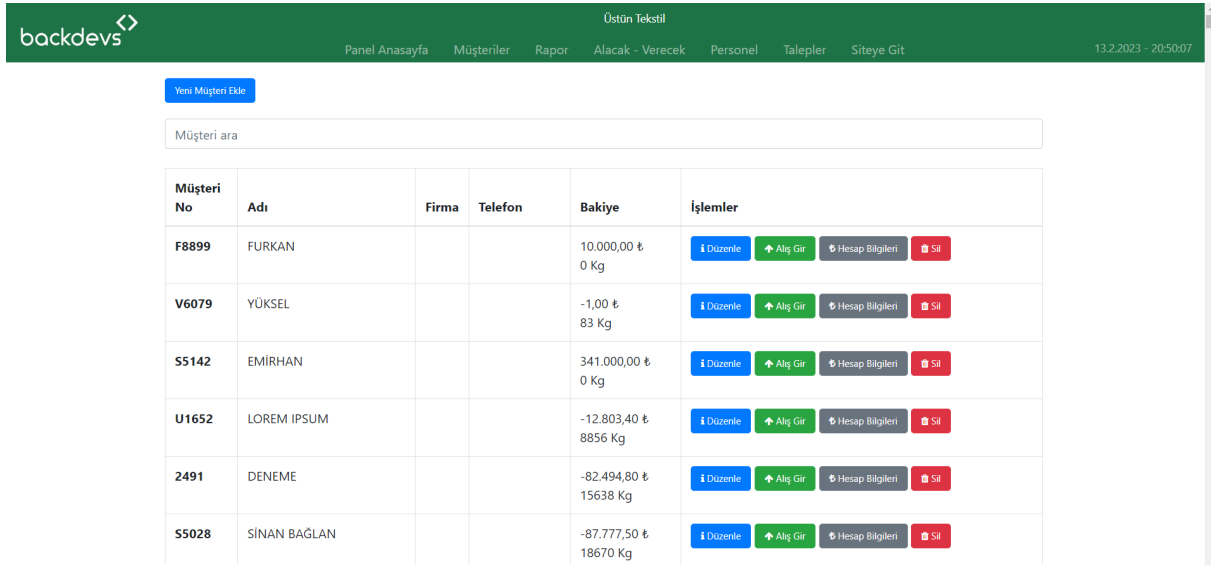 backdevs
Üstün Tekstil
Panel Anasayfa Müşteriler Rapor Alacak - Verecek Personel Talepler Siteye Git
13.2.2023 - 20:50:07
Yeni Müşteri Ekle
Müşteri ara
Müşteri No Adı Firma Telefon Bakiye İşlemler
F8899 FURKAN 10.000,00 ₺ Düzenle Alış Gir Hesap Bilgileri Sil
0 Kg
V6079 YÜKSEL -1,00 ₺ Düzenle Alış Gir Hesap Bilgileri Sil
83 Kg
S5142 EMİRHAN 341.000,00 ₺ Düzenle Alış Gir Hesap Bilgileri Sil
0 Kg
U1652 LOREM IPSUM -12.803,40 ₺ Düzenle Alış Gir Hesap Bilgileri Sil
8856 Kg
2491 DENEME -82.494,80 ₺ Düzenle Alış Gir Hesap Bilgileri Sil
15638 Kg
S5028 SİNAN BAĞLAN -87.777,50 ₺ Düzenle Alış Gir Hesap Bilgileri Sil
18670 Kg